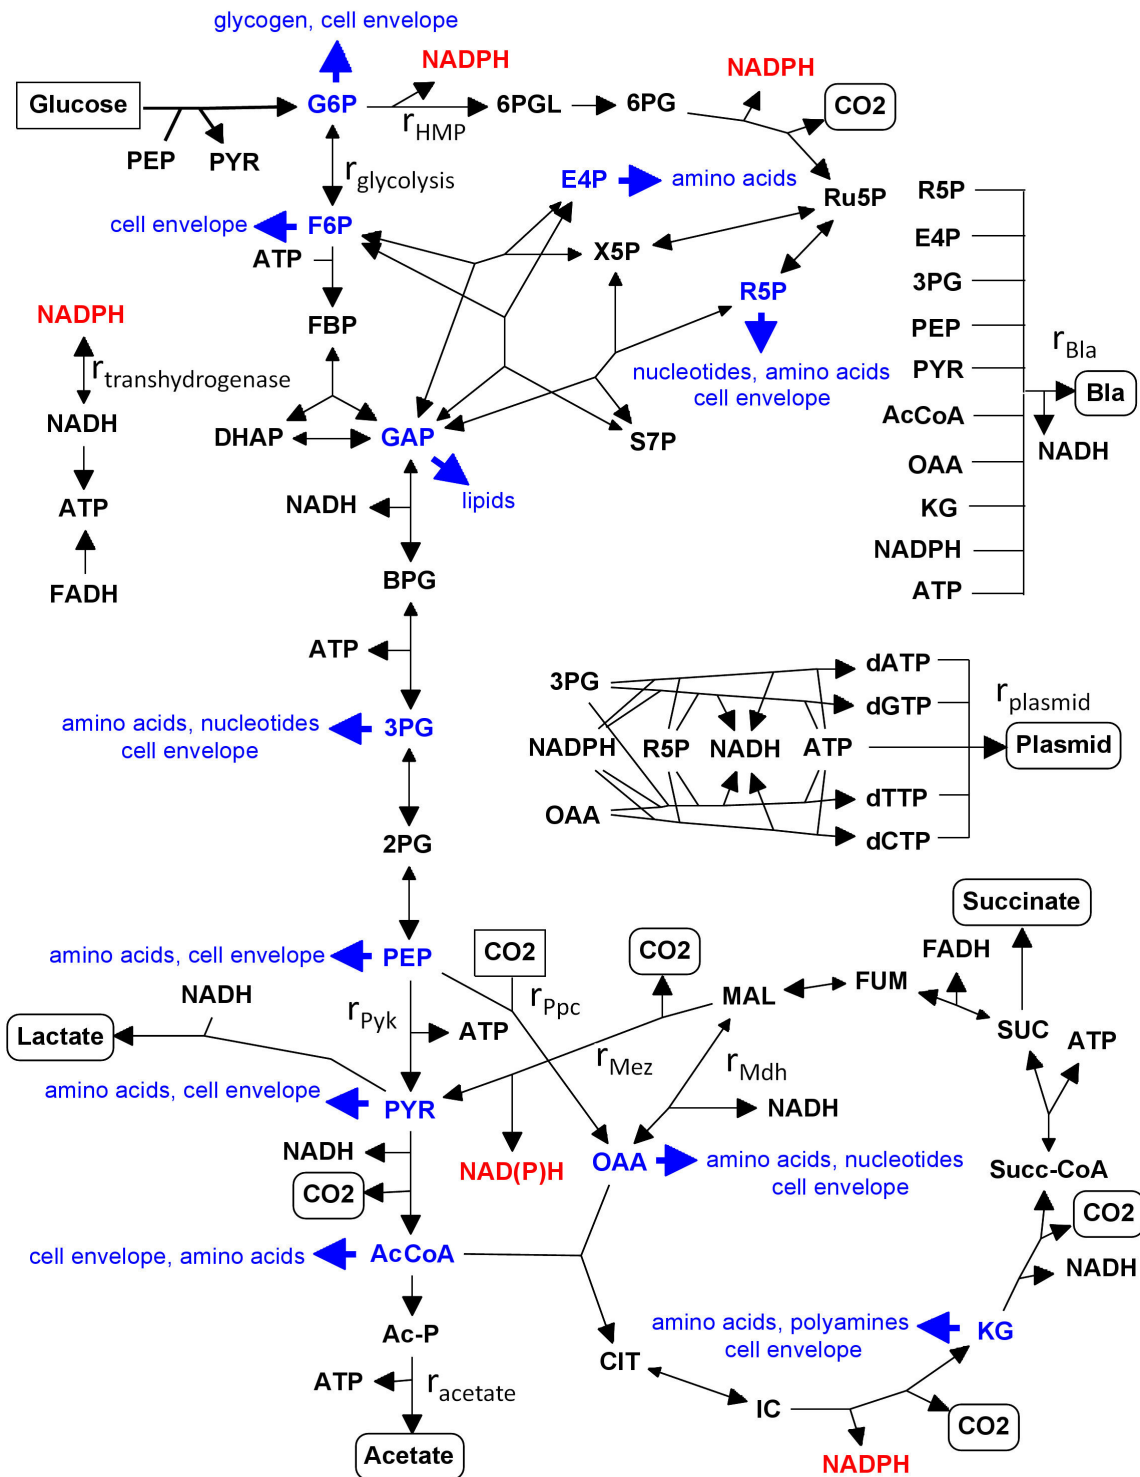 glycogen, cell envelope
NADPH
NADPH
Glucose
G6P
6PGL
6PG
CO2
rHMP
PEP
PYR
rglycolysis
E4P
amino acids
Ru5P
R5P
cell envelope
F6P
E4P
ATP
X5P
3PG
R5P
NADPH
FBP
PEP
rBla
rtranshydrogenase
nucleotides, amino acids
cell envelope
PYR
Bla
NADH
AcCoA
DHAP
GAP
S7P
NADH
OAA
lipids
ATP
NADH
KG
NADPH
BPG
FADH
ATP
ATP
3PG
dATP
amino acids, nucleotides
cell envelope
3PG
dGTP
rplasmid
NADPH
R5P
NADH
ATP
Plasmid
dTTP
OAA
2PG
dCTP
Succinate
amino acids, cell envelope
PEP
CO2
CO2
FADH
NADH
MAL
FUM
rPyk
ATP
rPpc
SUC
ATP
Lactate
rMez
rMdh
amino acids, cell envelope
PYR
NADH
NADH
NAD(P)H
OAA
amino acids, nucleotides
cell envelope
Succ-CoA
CO2
CO2
cell envelope, amino acids
AcCoA
NADH
amino acids, polyamines
cell envelope
KG
Ac-P
CIT
ATP
racetate
IC
CO2
Acetate
NADPH